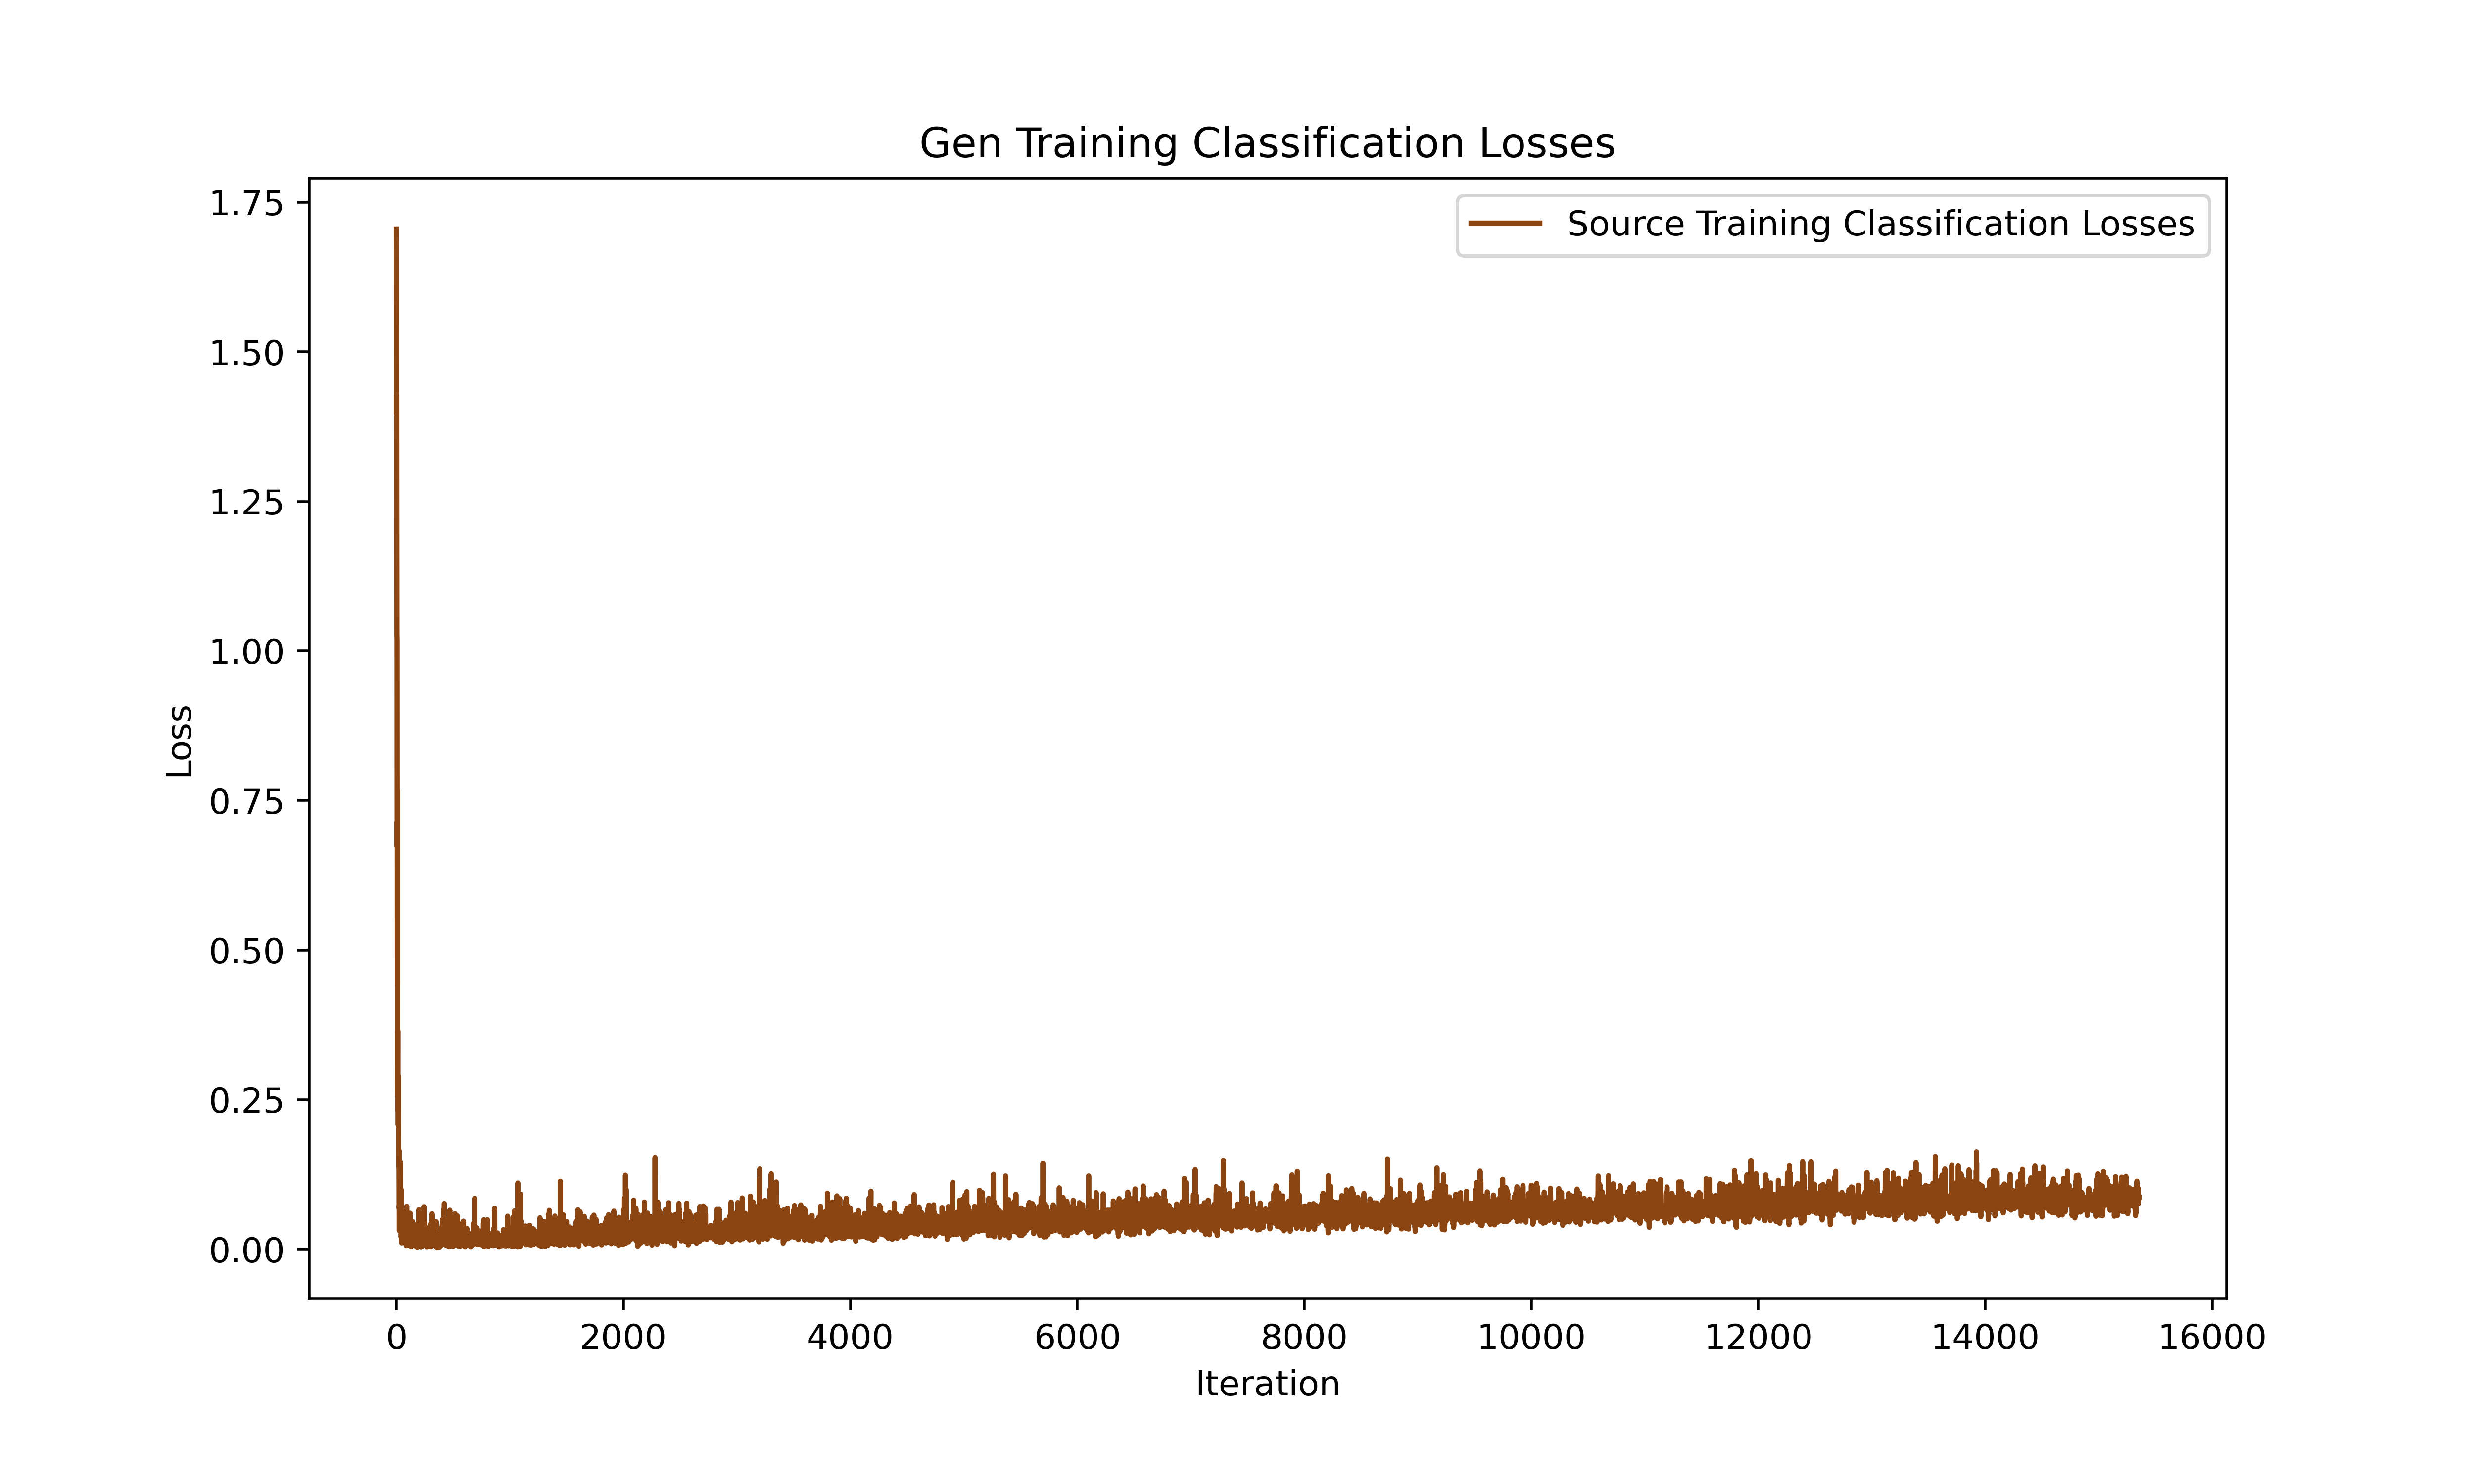 Gen Training Classification Losses
Source Training Classification Losses
1.75
1.50
1.25
1.00
0.75
0.50
0.25
0.00
Loss
0 2000 4000 6000 8000 10000 12000 14000 16000
Iteration